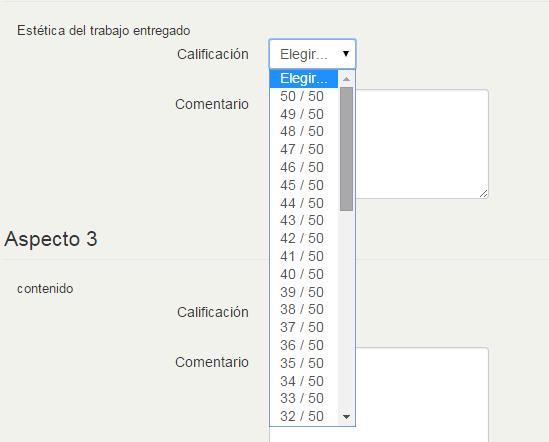 Estética del trabajo entregado
Calificación Elegir...
Elegir...
Comentario 50 / 50
49 / 50
48 / 50
47 / 50
46 / 50
45 / 50
44 / 50
43 / 50
Aspecto 3 42 / 50
41 / 50
40 / 50
contenido 39 / 50
Calificación 38 / 50
37 / 50
36 / 50
Comentario 35 / 50
34 / 50
33 / 50
32 / 50